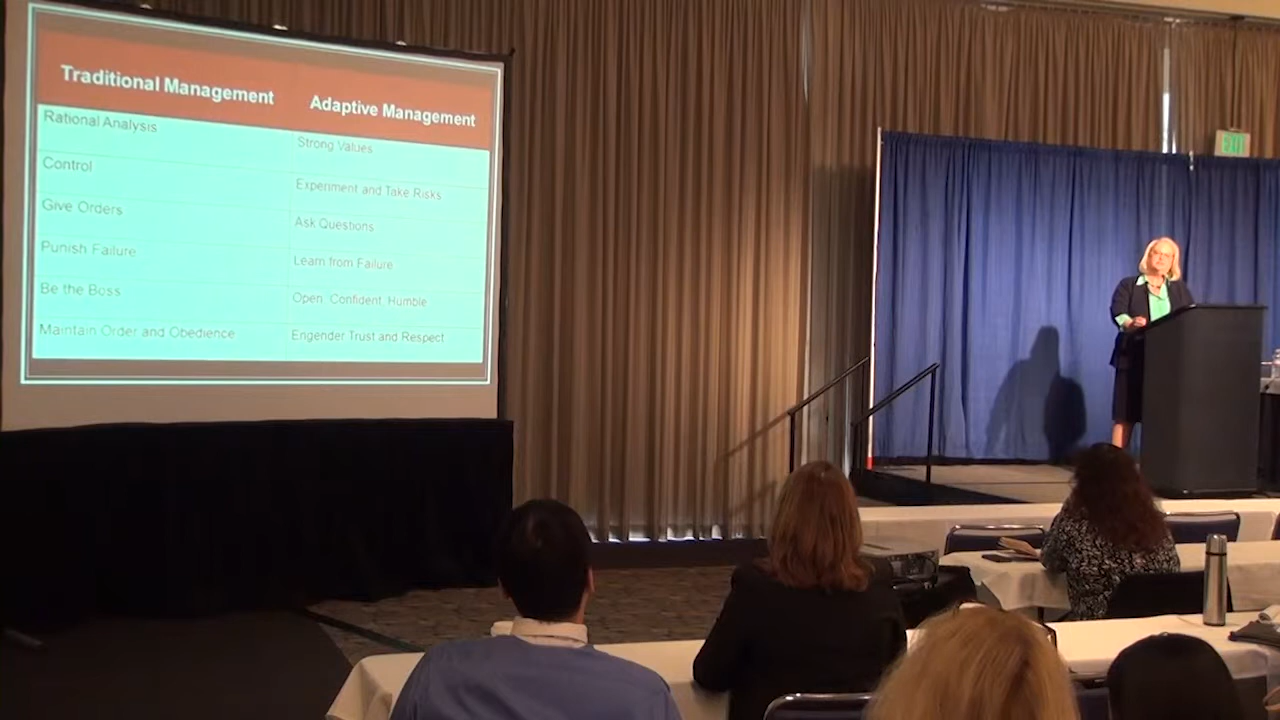 Traditional Management
Adaptive Management
Rational Analysis
Strong Values
Control
Experiment and Take Risks
Give Orders
Ask Questions
Punish Failure
Learn from Failure
Be the Boss
Open, Confident, Humble
Maintain Order and Obedience
Engender Trust and Respect
EXIT